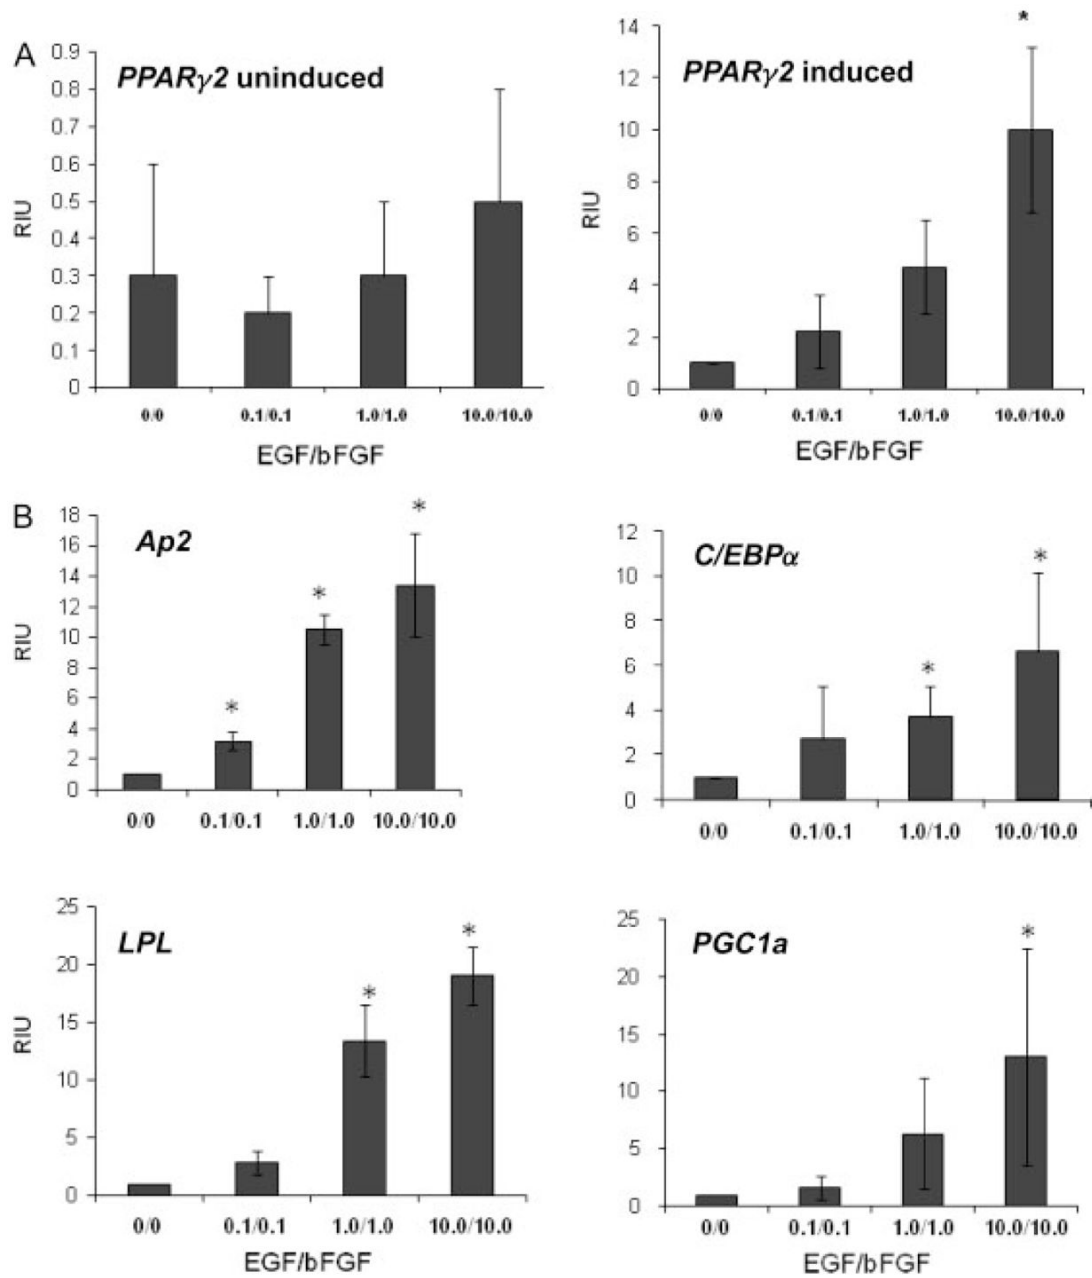 A
PPARγ2 uninduced
RIU
0.9
0.8
0.7
0.6
0.5
0.4
0.3
0.2
0.1
0
0/0 0.1/0.1 1.0/1.0 10.0/10.0
EGF/bFGF
PPARγ2 induced
*
RIU
14
12
10
8
6
4
2
0
0/0 0.1/0.1 1.0/1.0 10.0/10.0
EGF/bFGF
B
Ap2
RIU
18
16
14
12
10
8
6
4
2
0
* * *
0/0 0.1/0.1 1.0/1.0 10.0/10.0
C/EBPα
12
10
8
6
4
2
0
* *
0/0 0.1/0.1 1.0/1.0 10.0/10.0
LPL
RIU
25
20
15
10
5
0
* *
0/0 0.1/0.1 1.0/1.0 10.0/10.0
EGF/bFGF
PGC1a
25
20
15
10
5
0
*
0/0 0.1/0.1 1.0/1.0 10.0/10.0
EGF/bFGF